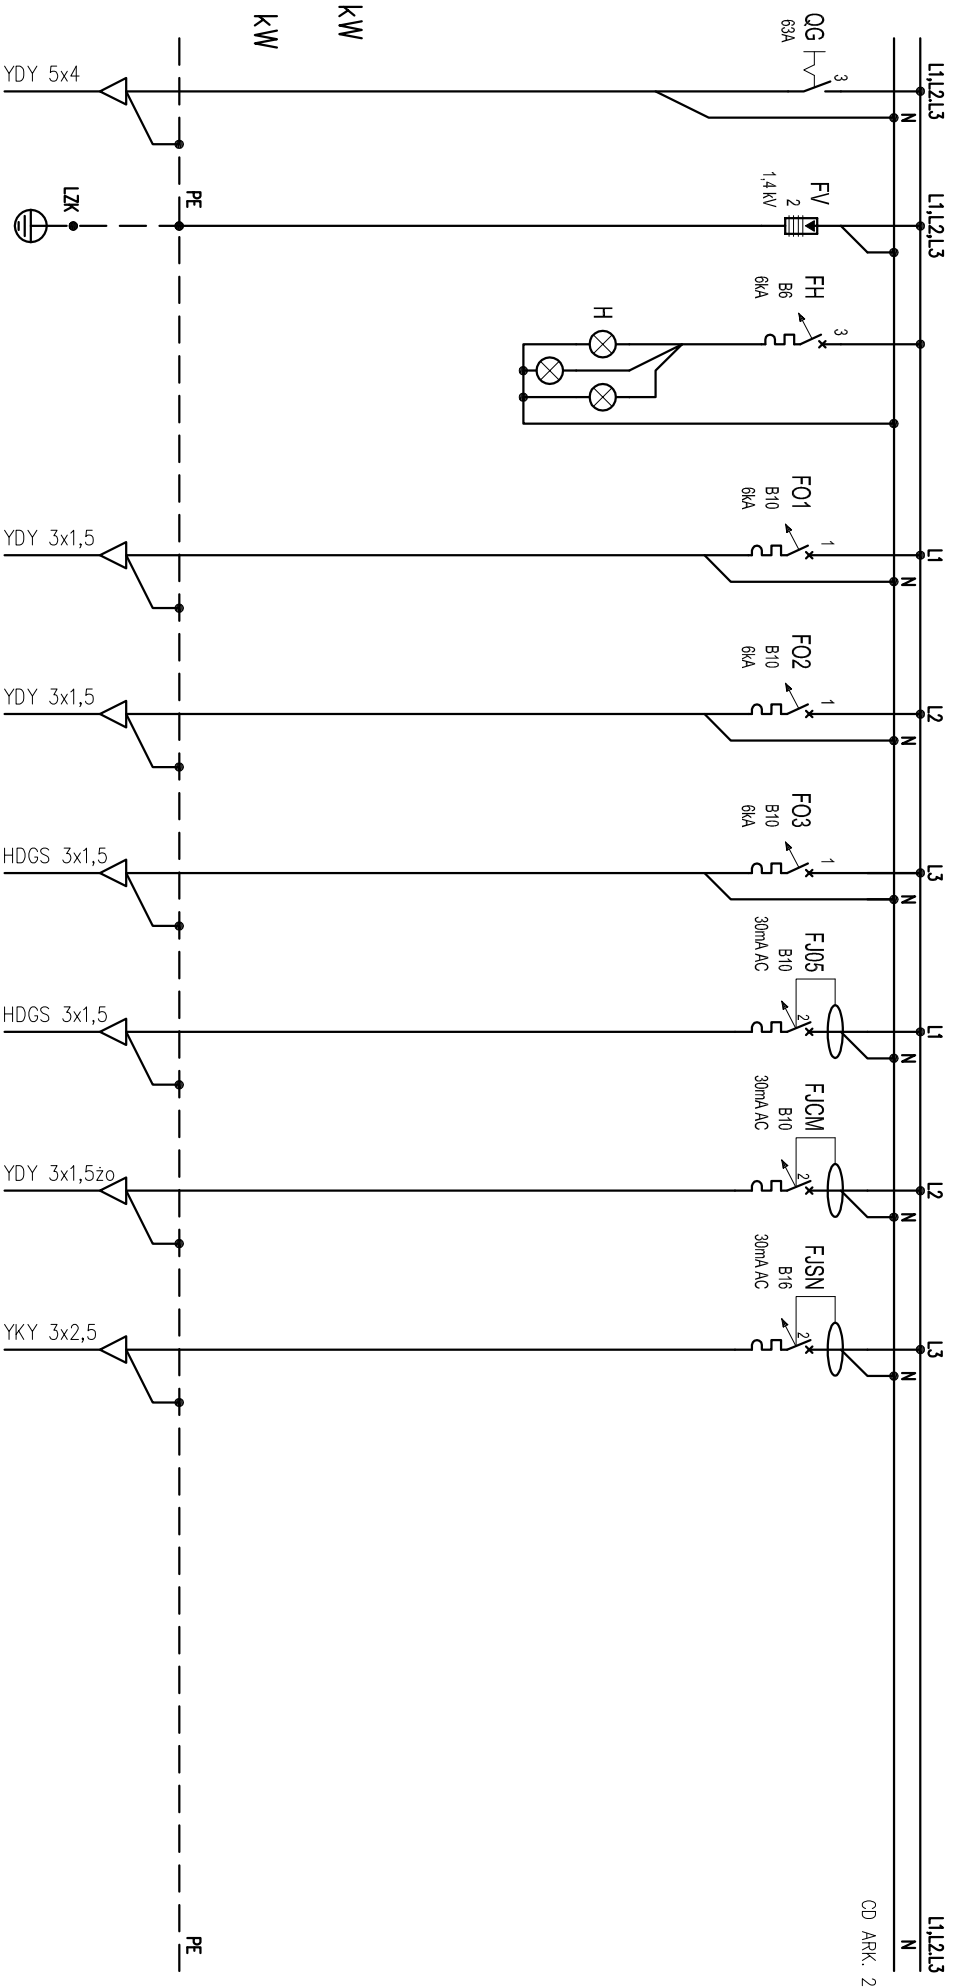 kW
kW
QG
63A
3
L1,L2.L3
N
YDY 5x4
FV
2
1,4 kV
L1,L2,L3
PE
LZK
FH
B6
6kA
3
H
FO1
B10
6kA
1
L1
N
YDY 3x1,5
FO2
B10
6kA
1
L2
N
YDY 3x1,5
FO3
B10
6kA
1
L3
N
HDGS 3x1,5
FJ05
B10
30mA AC
2
L1
N
HDGS 3x1,5
FJCM
B10
30mA AC
2
L2
N
YDY 3x1,5żo
FJSN
B16
30mA AC
2
L3
N
YKY 3x2,5
L1,L2.L3
N
CD ARK. 2
PE